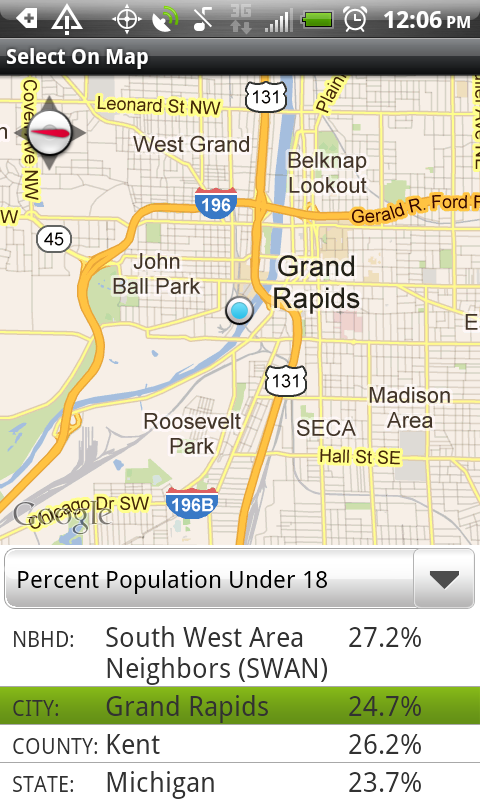 3G
12:06 PM
Select On Map
131
Leonard St NW
Plain
Cove Ave NW
West Grand
Belknap
Lookout
196
Gerald R. Ford F
W
45
John
Ball Park
Grand
Rapids
E
131
Madison
Area
Roosevelt
Park
SECA
Hall St SE
196B
Chicago Dr SW
Google
Percent Population Under 18
NBHD: South West Area 27.2%
Neighbors (SWAN)
CITY: Grand Rapids 24.7%
COUNTY: Kent 26.2%
STATE: Michigan 23.7%